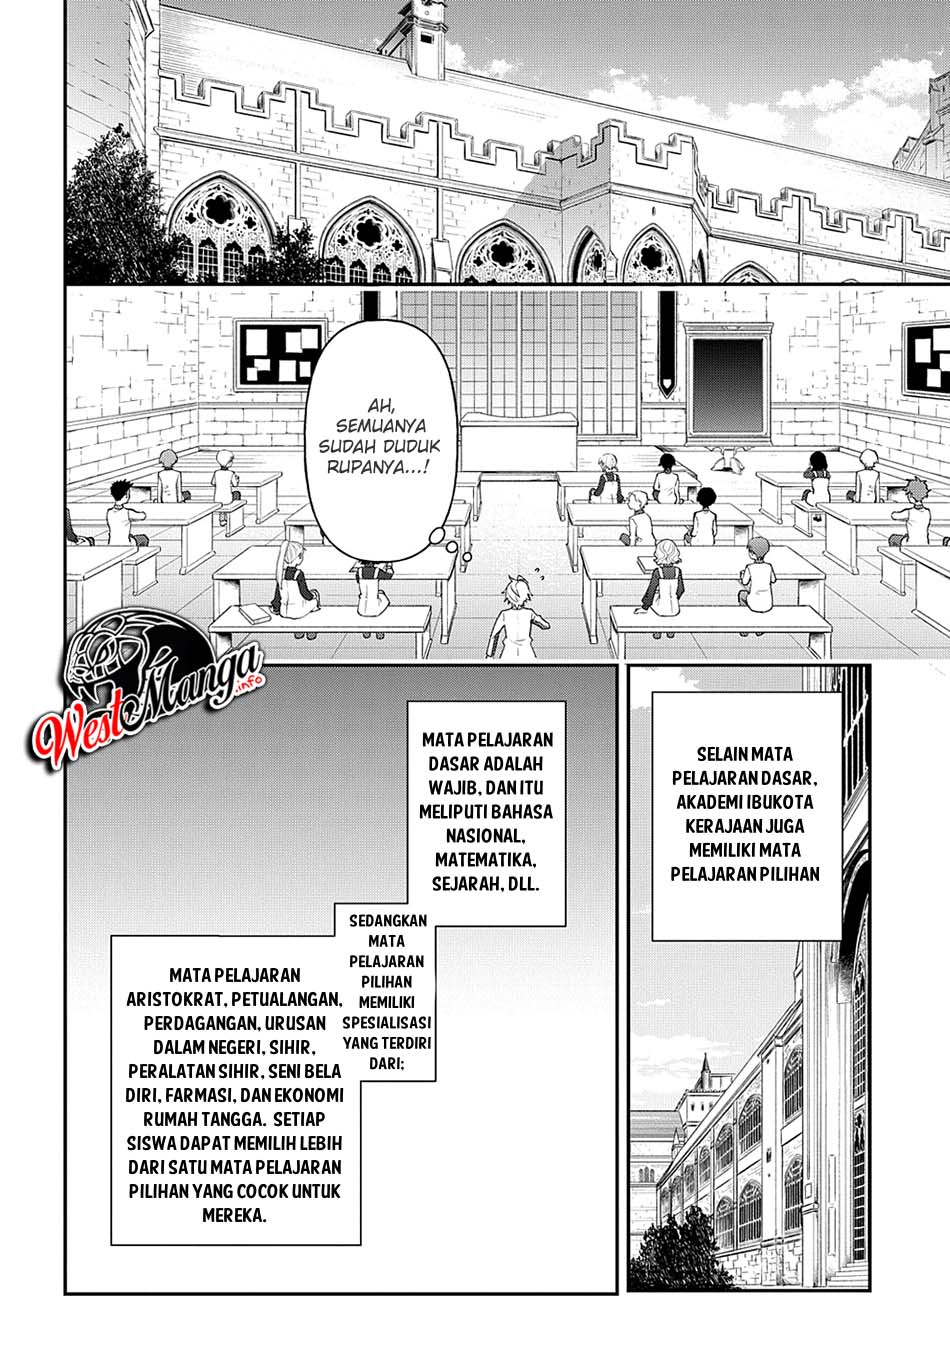 AH,
SEMUANYA
SUDAH DUDUK
RUPANYA...!
WestManga
.info
SELAIN MATA
PELAJARAN DASAR,
AKADEMI IBUKOTA
KERAJAAN JUGA
MEMILIKI MATA
PELAJARAN PILIHAN
MATA PELAJARAN
DASAR ADALAH
WAJIB, DAN ITU
MELIPUTI BAHASA
NASIONAL,
MATEMATIKA,
SEJARAH, DLL.
SEDANGKAN
MATA
PELAJARAN
PILIHAN
MEMILIKI
SPESIALISASI
YANG TERDIRI
DARI;
MATA PELAJARAN
ARISTOKRAT, PETUALANGAN,
PERDAGANGAN, URUSAN
DALAM NEGERI, SIHIR,
PERALATAN SIHIR, SENI BELA
DIRI, FARMASI, DAN EKONOMI
RUMAH TANGGA. SETIAP
SISWA DAPAT MEMILIH LEBIH
DARI SATU MATA PELAJARAN
PILIHAN YANG COCOK UNTUK
MEREKA.